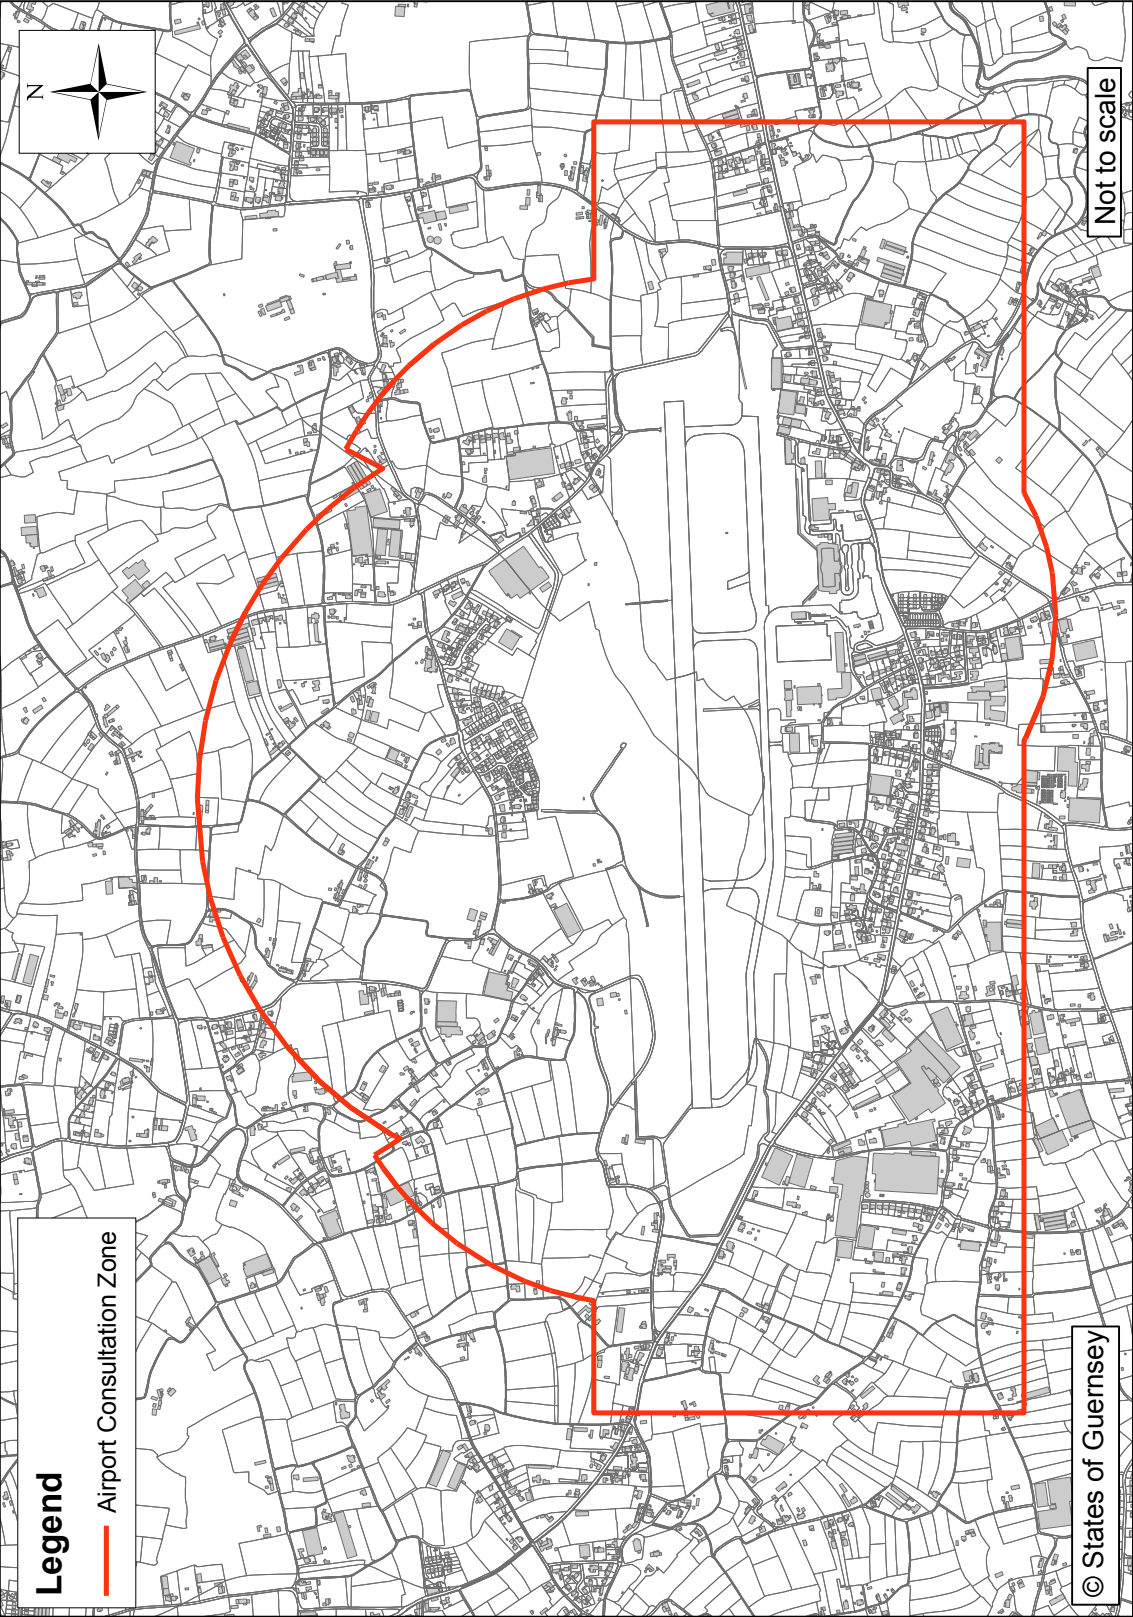 Legend
Airport Consultation Zone
N
© States of Guernsey
Not to scale